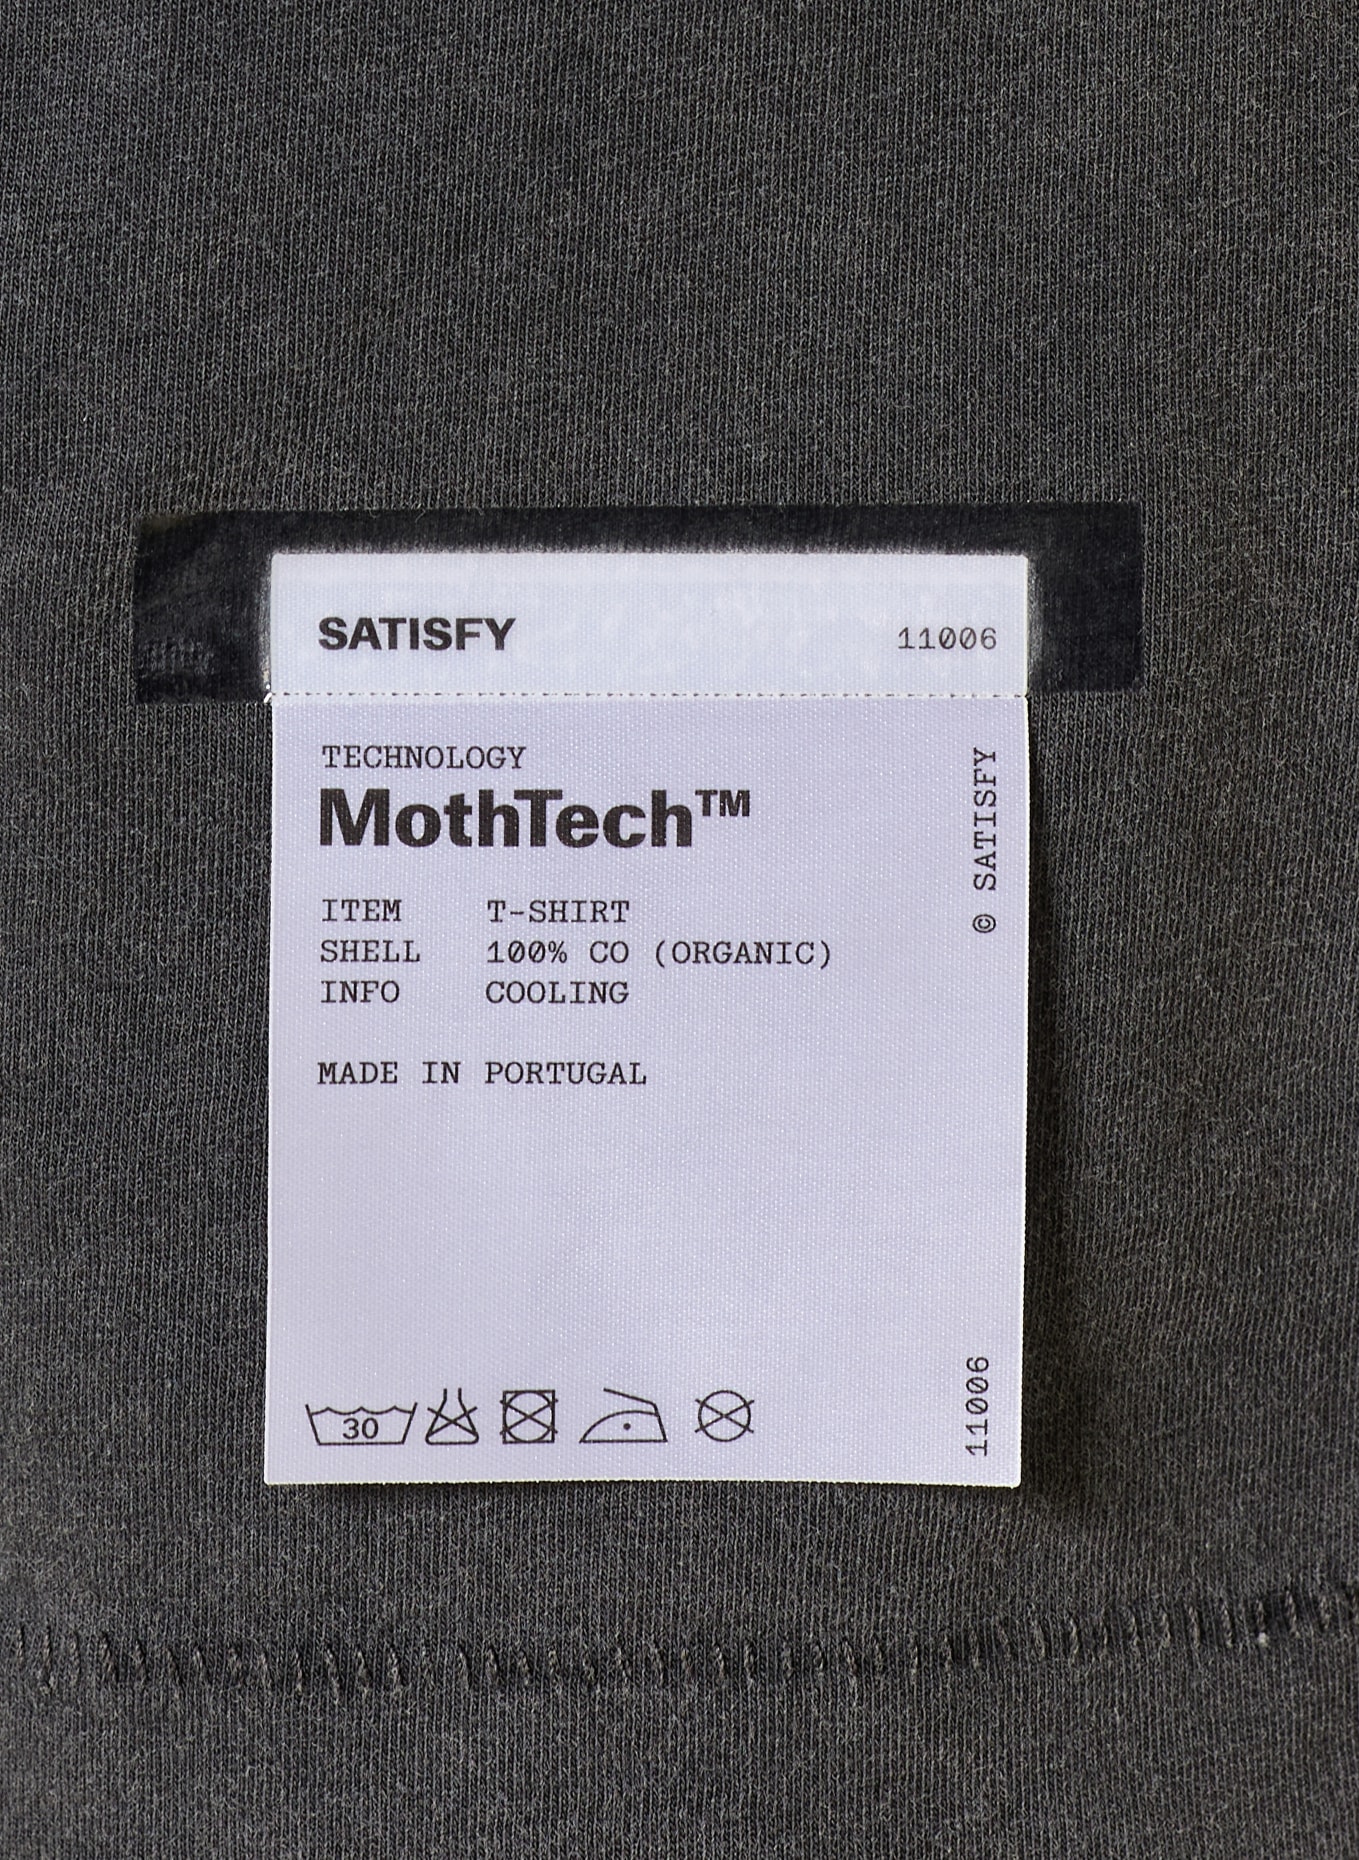 SATISFY 11006
TECHNOLOGY
MothTech™
ITEM T-SHIRT
SHELL 100% CO (ORGANIC)
INFO COOLING
MADE IN PORTUGAL
30
© SATISFY
11006